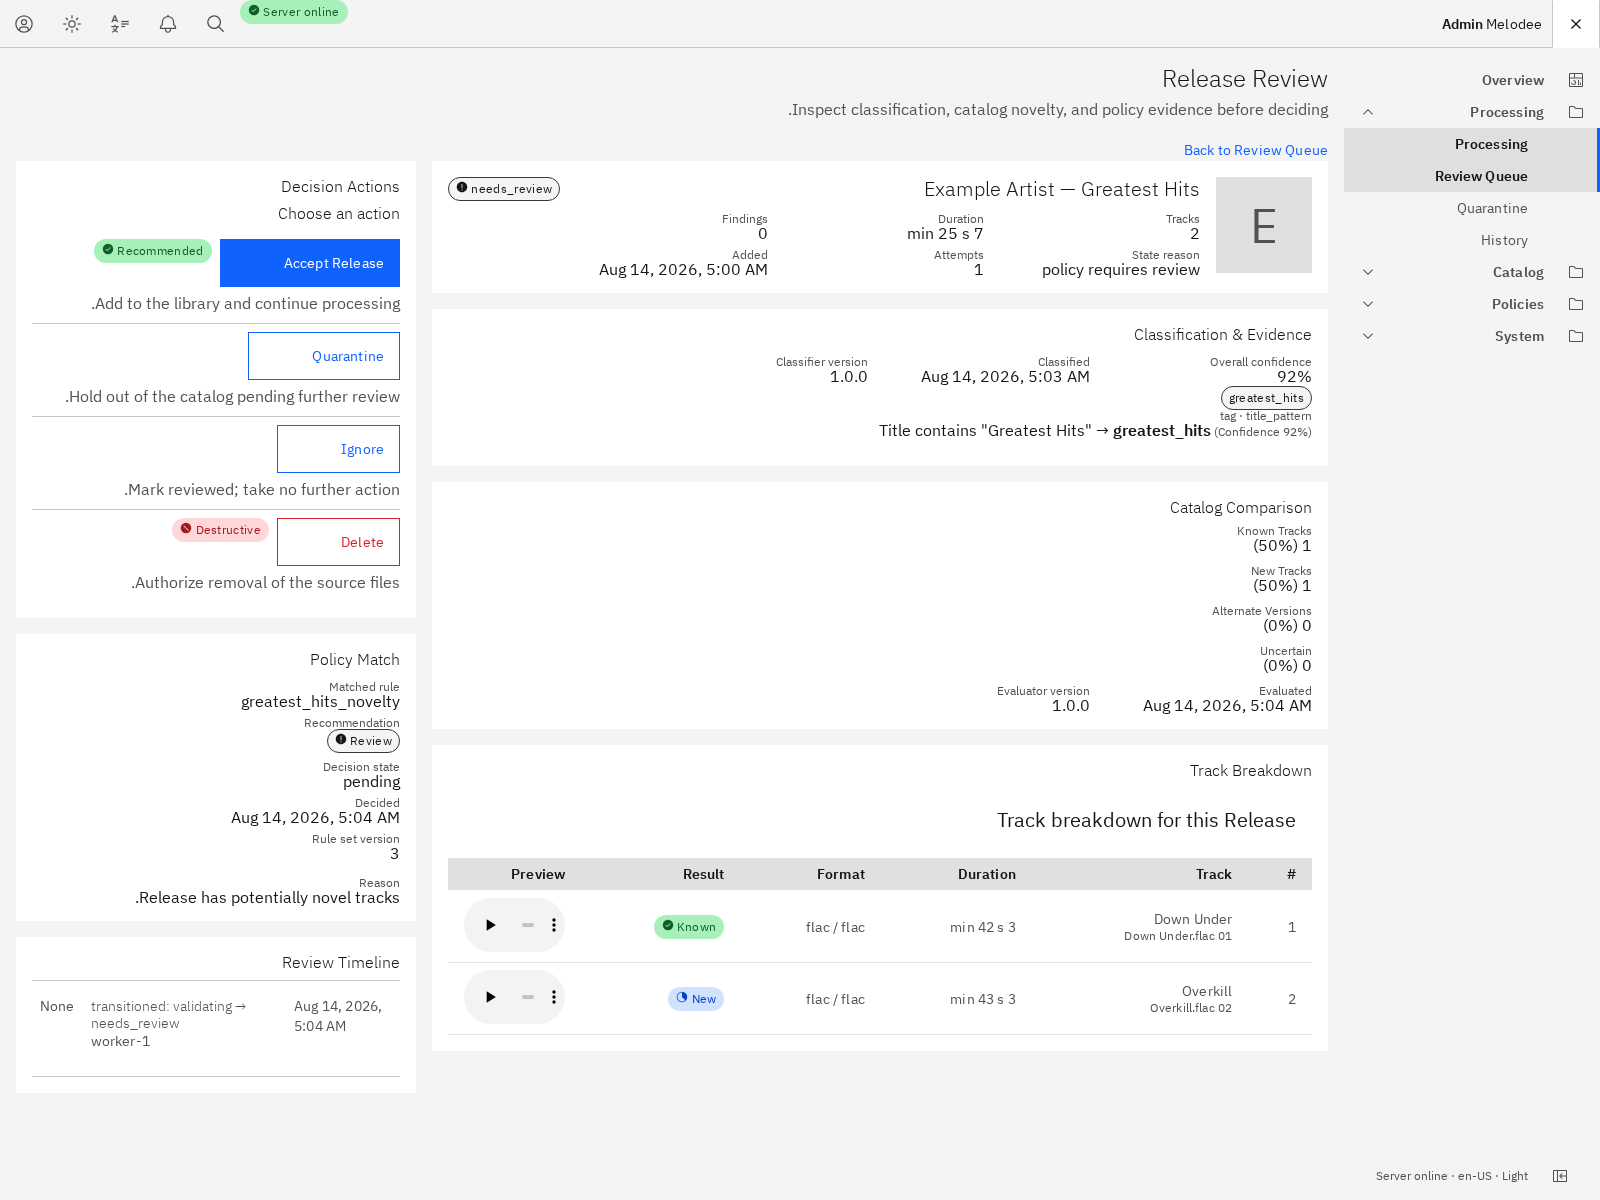 Server online
Admin Melodee
Overview
Processing
Processing
Review Queue
Quarantine
History
Catalog
Policies
System
Release Review
.Inspect classification, catalog novelty, and policy evidence before deciding
Back to Review Queue
E
Example Artist — Greatest Hits
needs_review
Tracks
2
Duration
min 25 s 7
Findings
0
State reason
policy requires review
Attempts
1
Added
Aug 14, 2026, 5:00 AM
Classification & Evidence
Overall confidence
92%
Classified
Aug 14, 2026, 5:03 AM
Classifier version
1.0.0
greatest_hits
tag · title_pattern
Title contains "Greatest Hits" → greatest_hits (Confidence 92%)
Catalog Comparison
Known Tracks
(50%) 1
New Tracks
(50%) 1
Alternate Versions
(0%) 0
Uncertain
(0%) 0
Evaluated
Aug 14, 2026, 5:04 AM
Evaluator version
1.0.0
Track Breakdown
Track breakdown for this Release
# Track Duration Format Result Preview
1 Down Under min 42 s 3 flac / flac Known
Down Under.flac 01
2 Overkill min 43 s 3 flac / flac New
Overkill.flac 02
Decision Actions
Choose an action
Accept Release
Recommended
.Add to the library and continue processing
Quarantine
.Hold out of the catalog pending further review
Ignore
.Mark reviewed; take no further action
Delete
Destructive
.Authorize removal of the source files
Policy Match
Matched rule
greatest_hits_novelty
Recommendation
Review
Decision state
pending
Decided
Aug 14, 2026, 5:04 AM
Rule set version
3
Reason
.Release has potentially novel tracks
Review Timeline
Aug 14, 2026,
5:04 AM
transitioned: validating →
needs_review
worker-1
None
Server online · en-US · Light